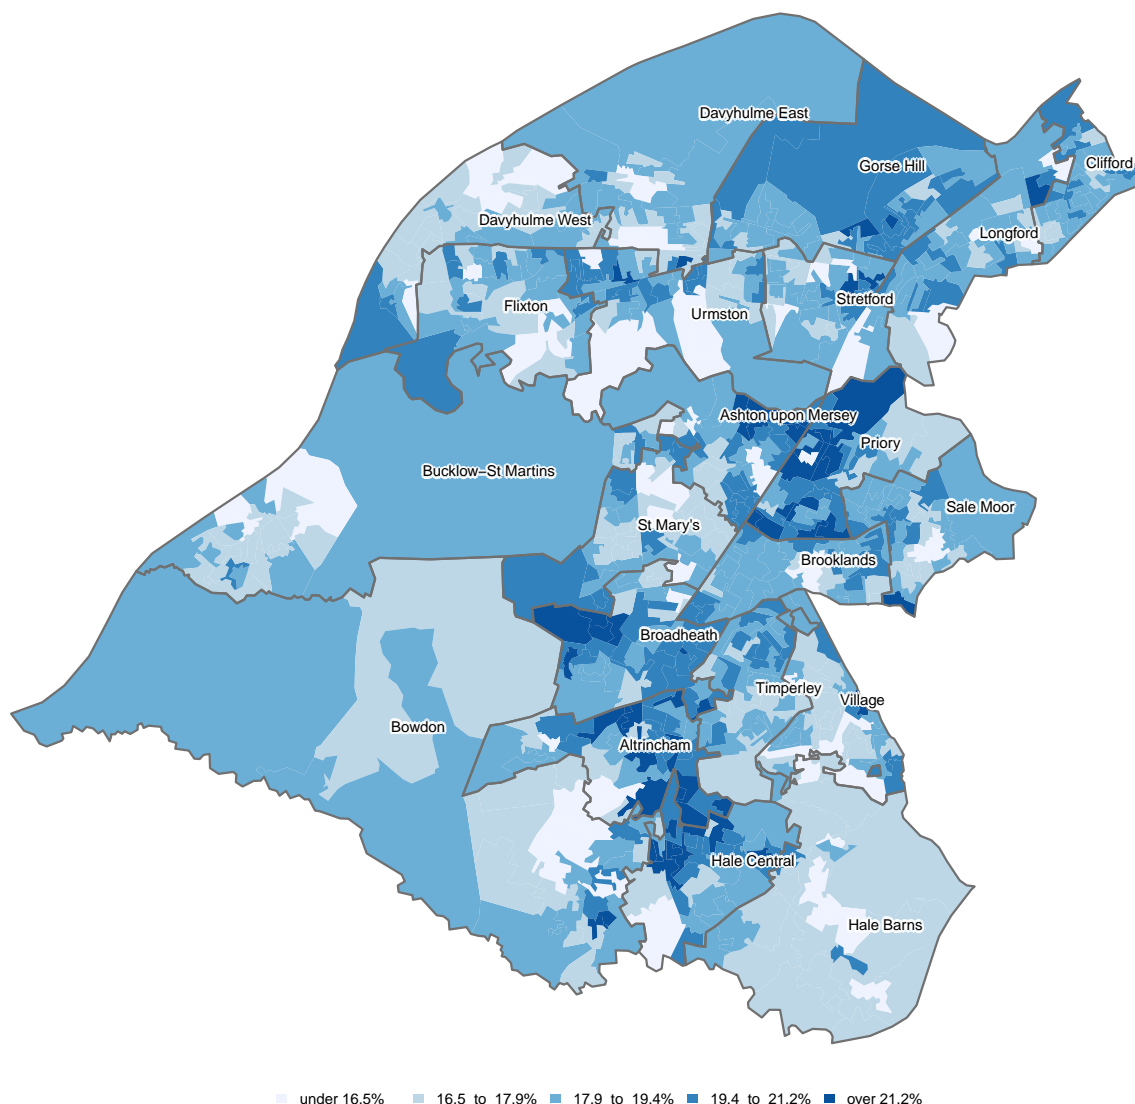 Davyhulme East
Gorse Hill
Clifford
Davyhulme West
Longford
Stretford
Flixton
Urmston
Ashton upon Mersey
Priory
Bucklow−St Martins
Sale Moor
St Mary's
Brooklands
Broadheath
Timperley
Village
Bowdon
Altrincham
Hale Central
Hale Barns
under 16.5% 16.5 to 17.9% 17.9 to 19.4% 19.4 to 21.2% over 21.2%